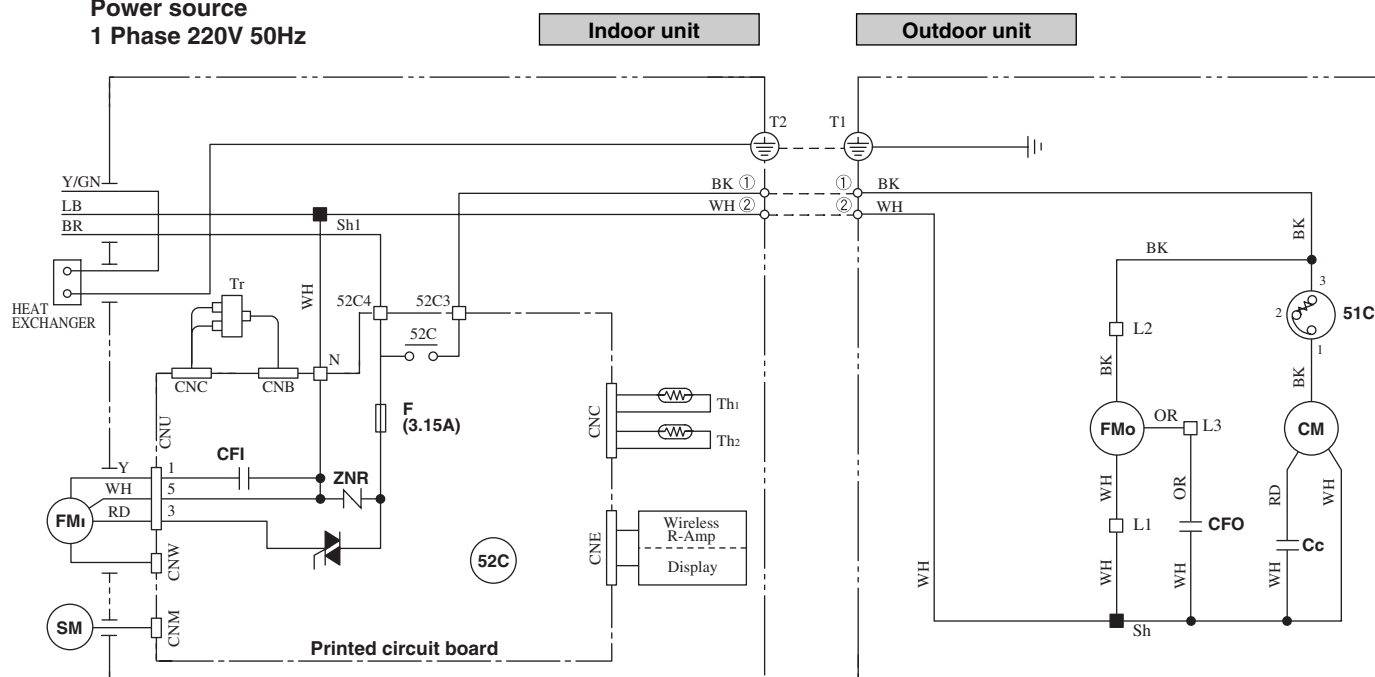 Power source
1 Phase 220V 50Hz
Indoor unit
Outdoor unit
T2
T1
Y/GN
LB
BR
BK ①
WH ②
① BK
② WH
Sh1
HEAT
EXCHANGER
Tr
WH
52C4
52C3
52C
N
CNC
CNB
CNU
F
(3.15A)
CFI
ZNR
Y
1
WH
5
RD
3
FMI
CNW
SM
CNM
52C
CNC
Th1
Th2
CNE
Wireless
R-Amp
Display
Printed circuit board
BK
BK
3
2
51C
1
L2
BK
BK
FMo
OR
L3
CM
WH
OR
RD
WH
L1
CFO
Cc
WH
WH
WH
WH
Sh